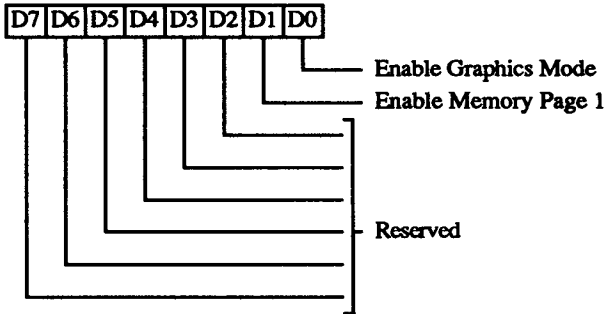 D7 D6 D5 D4 D3 D2 D1 D0
Enable Graphics Mode
Enable Memory Page 1
Reserved